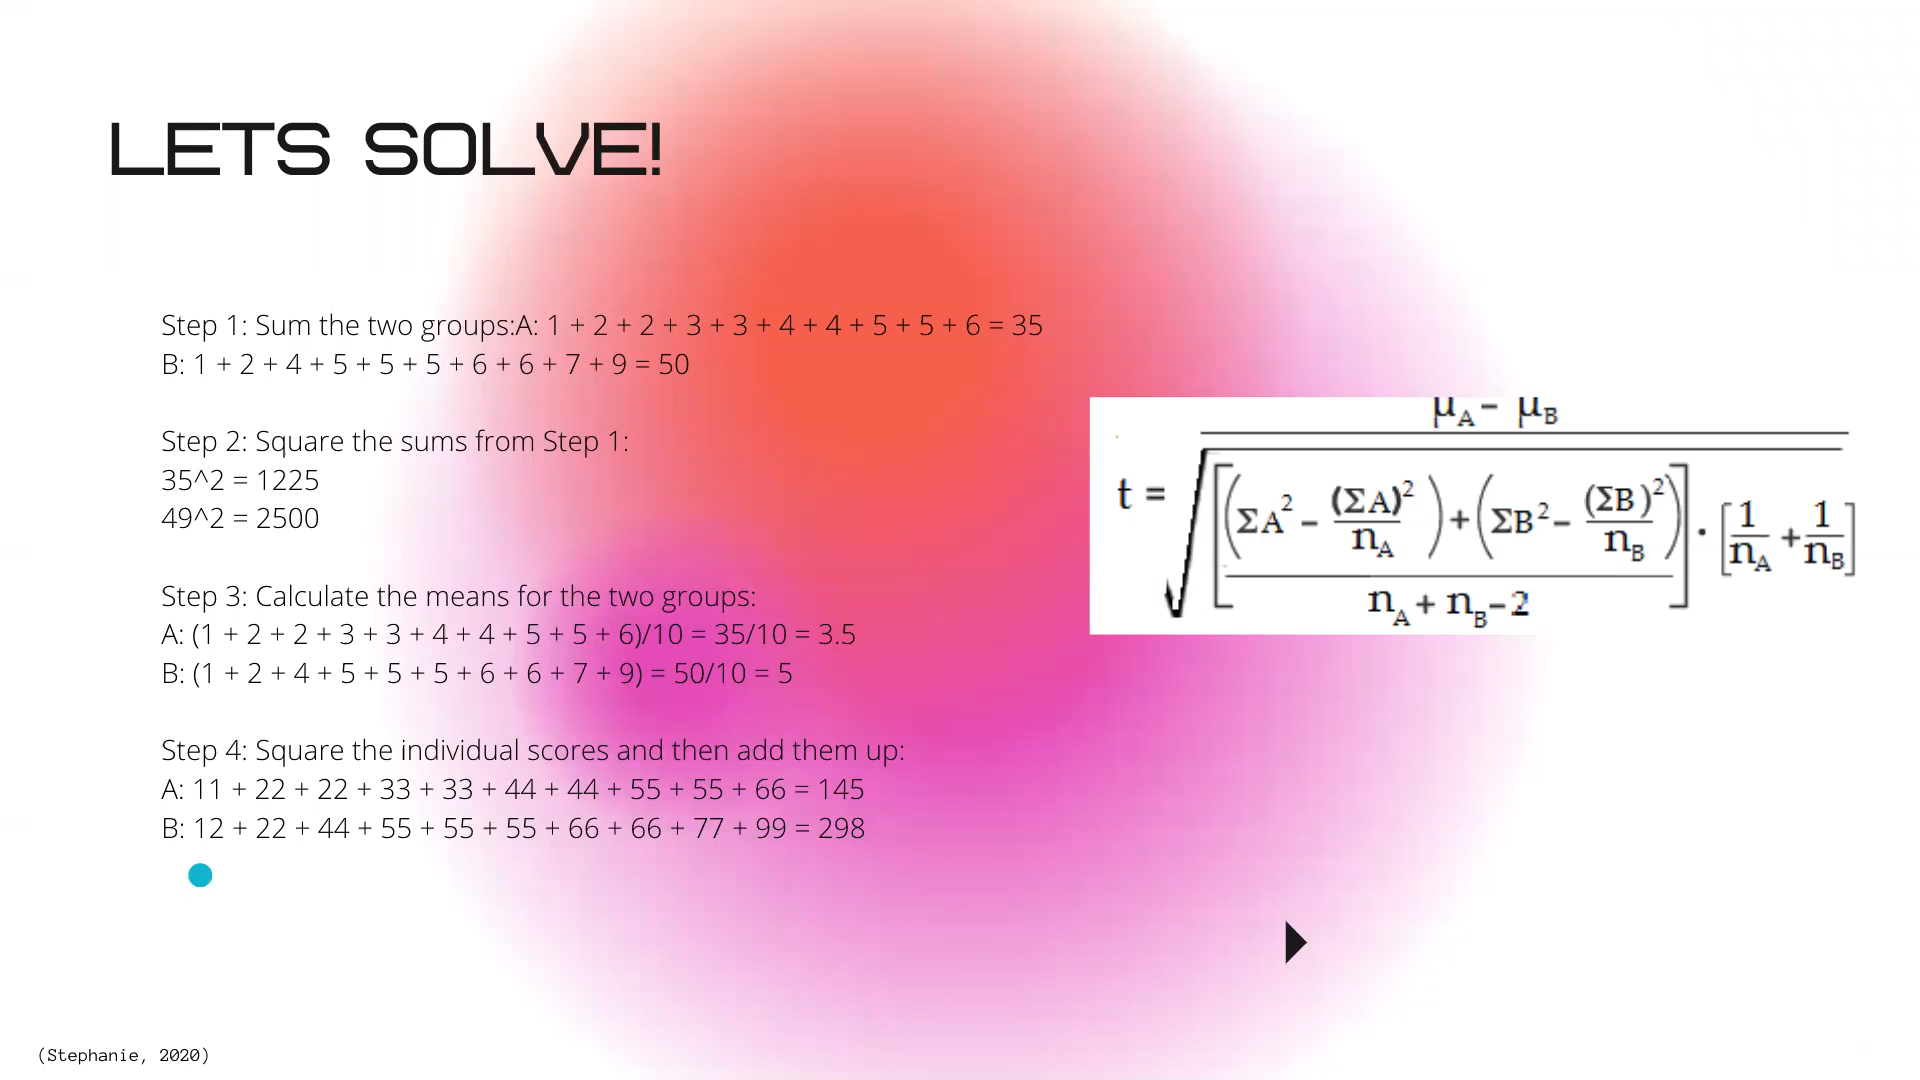 LETS SOLVE!
Step 1: Sum the two groups:A: 1 + 2 + 2 + 3 + 3 + 4 + 4 + 5 + 5 + 6 = 35
B: 1 + 2 + 4 + 5 + 5 + 5 + 6 + 6 + 7 + 9 = 50
Step 2: Square the sums from Step 1:
35^2 = 1225
49^2 = 2500
Step 3: Calculate the means for the two groups:
A: (1 + 2 + 2 + 3 + 3 + 4 + 4 + 5 + 5 + 6)/10 = 35/10 = 3.5
B: (1 + 2 + 4 + 5 + 5 + 5 + 6 + 6 + 7 + 9) = 50/10 = 5
Step 4: Square the individual scores and then add them up:
A: 11 + 22 + 22 + 33 + 33 + 44 + 44 + 55 + 55 + 66 = 145
B: 12 + 22 + 44 + 55 + 55 + 55 + 66 + 66 + 77 + 99 = 298
μA − μB
t = √ [ (ΣA² − (ΣA)²/nA) + (ΣB² − (ΣB)²/nB) ] · [1/nA + 1/nB]
nA + nB − 2
(Stephanie, 2020)